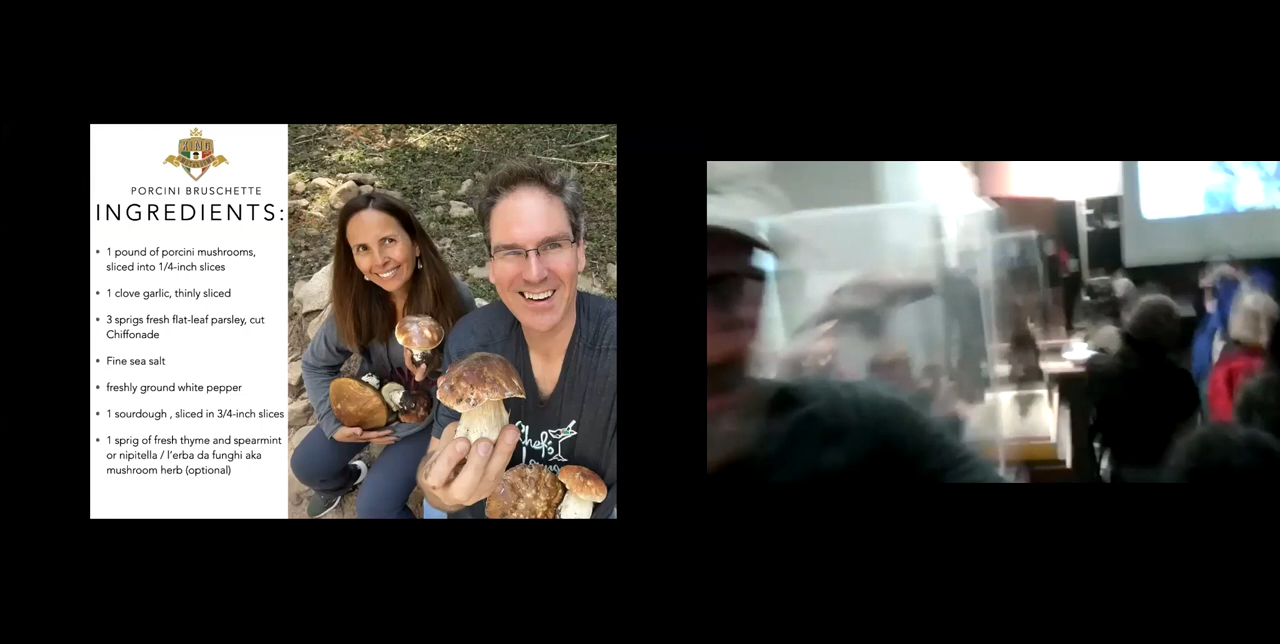 KING
PORCINI BRUSCHETTE
INGREDIENTS:
• 1 pound of porcini mushrooms,
sliced into 1/4-inch slices
• 1 clove garlic, thinly sliced
• 3 sprigs fresh flat-leaf parsley, cut
Chiffonade
• Fine sea salt
• freshly ground white pepper
• 1 sourdough , sliced in 3/4-inch slices
• 1 sprig of fresh thyme and spearmint
or nipitella / l'erba da funghi aka
mushroom herb (optional)
Chef's